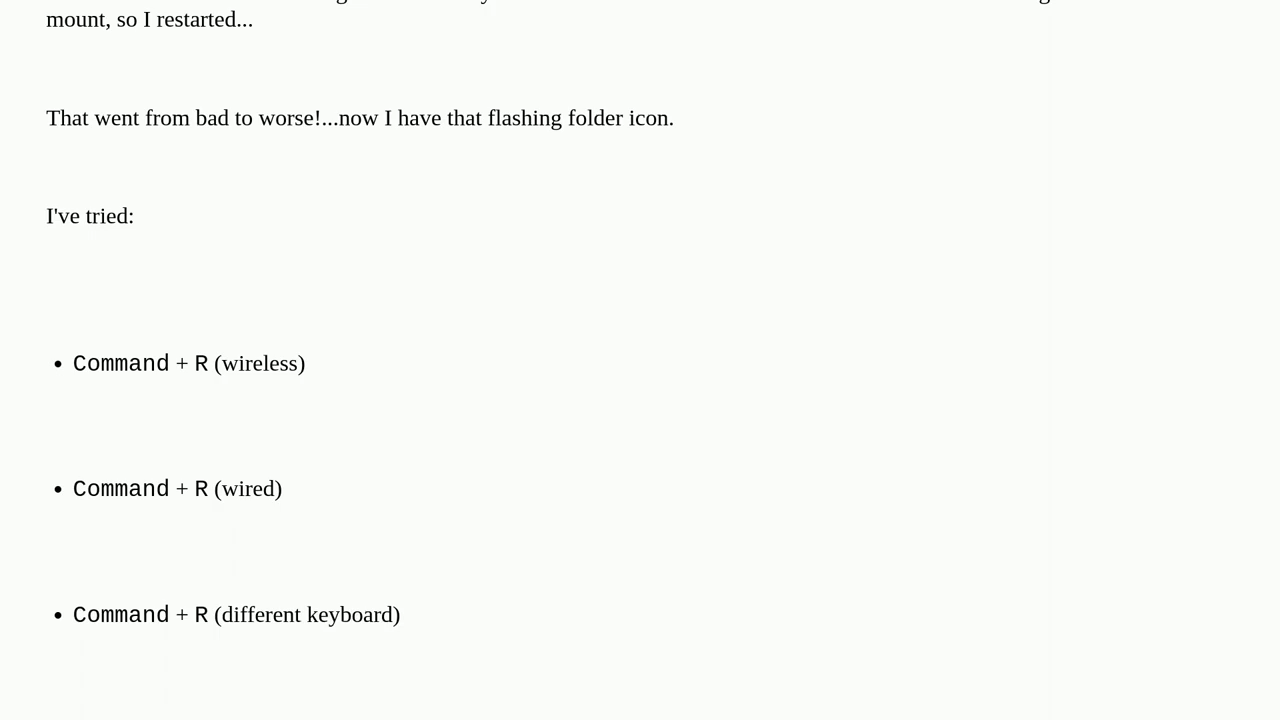 mount, so I restarted...
That went from bad to worse!...now I have that flashing folder icon.
I've tried:
• Command + R (wireless)
• Command + R (wired)
• Command + R (different keyboard)